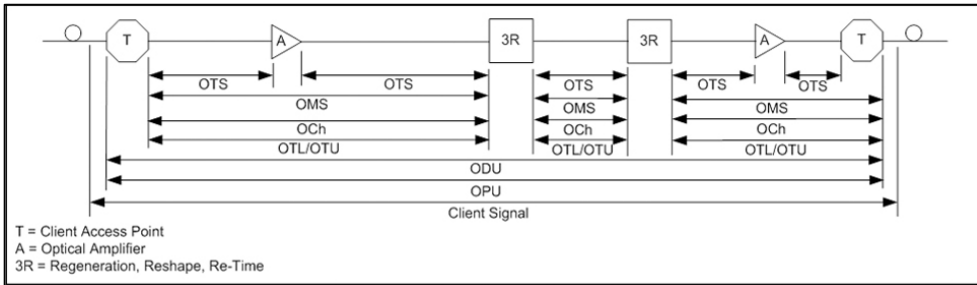 T A 3R 3R A T
OTS OTS OTS OTS OTS
OMS OMS OMS
OCh OCh OCh
OTL/OTU OTL/OTU OTL/OTU
ODU
OPU
Client Signal
T = Client Access Point
A = Optical Amplifier
3R = Regeneration, Reshape, Re-Time